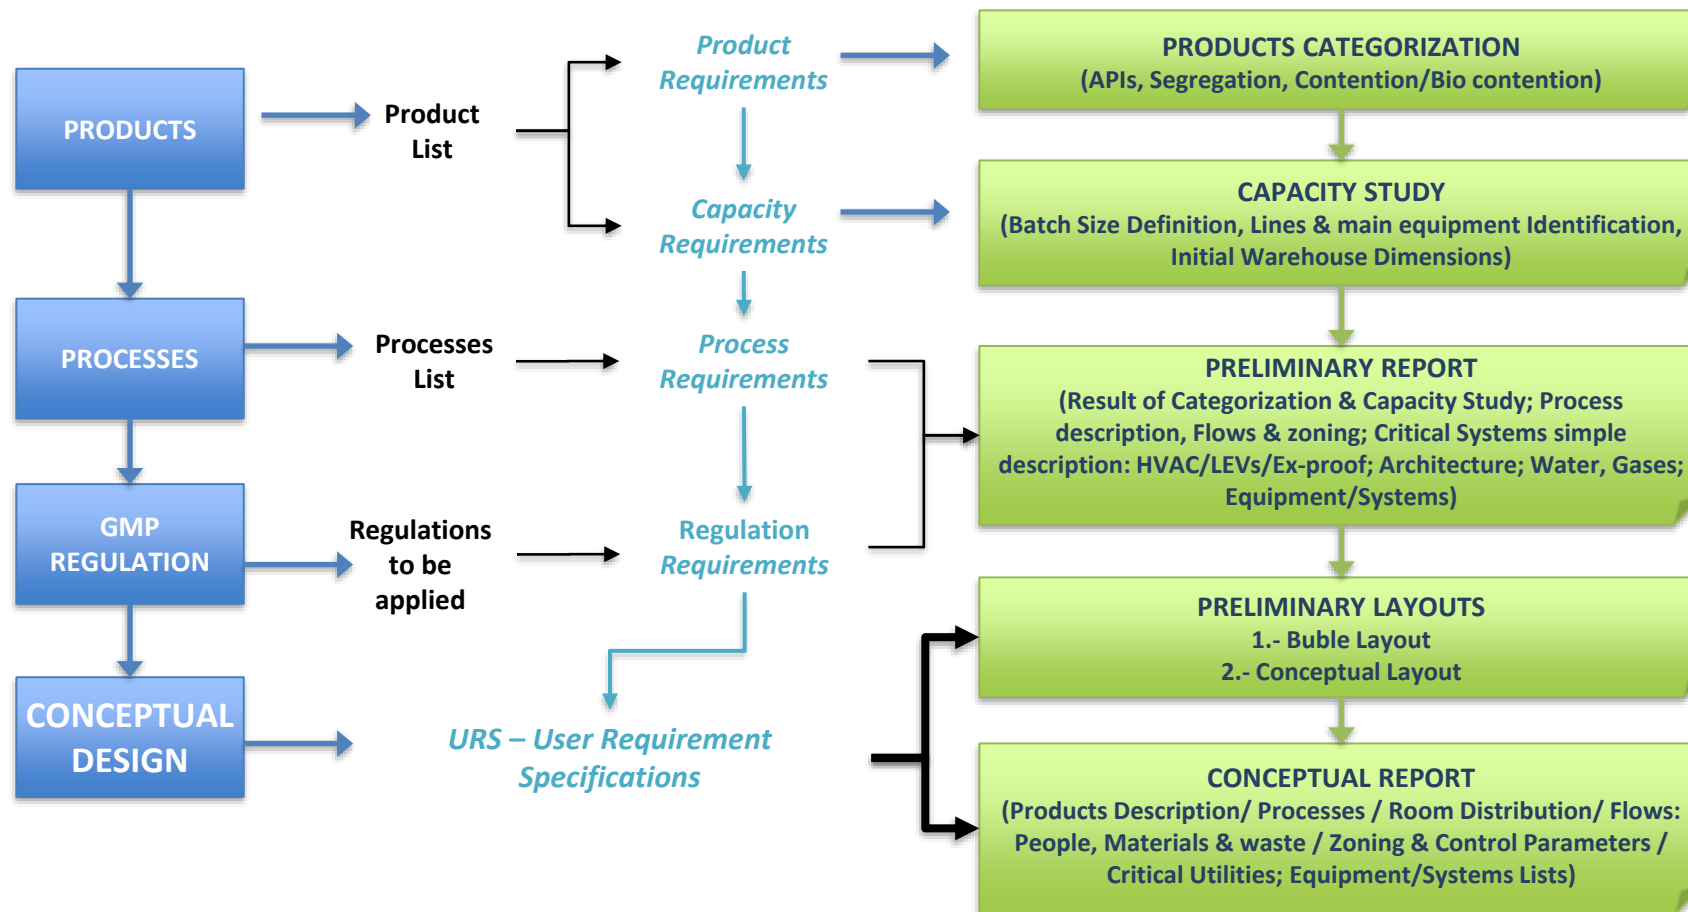 PRODUCTS
Product
List
Product
Requirements
PRODUCTS CATEGORIZATION
(APIs, Segregation, Contention/Bio contention)
Capacity
Requirements
CAPACITY STUDY
(Batch Size Definition, Lines & main equipment Identification,
Initial Warehouse Dimensions)
PROCESSES
Processes
List
Process
Requirements
PRELIMINARY REPORT
(Result of Categorization & Capacity Study; Process
description, Flows & zoning; Critical Systems simple
description: HVAC/LEVs/Ex-proof; Architecture; Water, Gases;
Equipment/Systems)
GMP
REGULATION
Regulations
to be
applied
Regulation
Requirements
PRELIMINARY LAYOUTS
1.- Buble Layout
2.- Conceptual Layout
CONCEPTUAL
DESIGN
URS – User Requirement
Specifications
CONCEPTUAL REPORT
(Products Description/ Processes / Room Distribution/ Flows:
People, Materials & waste / Zoning & Control Parameters /
Critical Utilities; Equipment/Systems Lists)